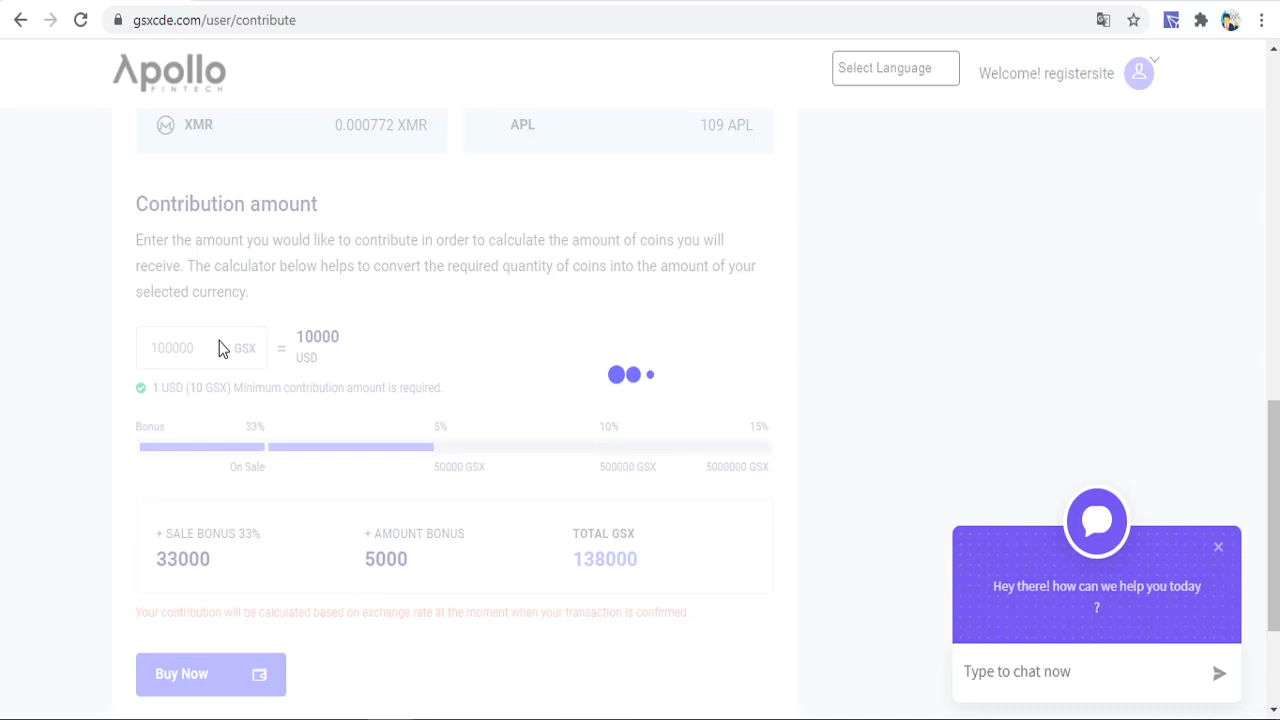 gsxcde.com/user/contribute
Apollo
FINTECH
Select Language
Welcome! registersite
XMR 0.000772 XMR APL 109 APL
Contribution amount
Enter the amount you would like to contribute in order to calculate the amount of coins you will
receive. The calculator below helps to convert the required quantity of coins into the amount of your
selected currency.
100000 GSX = 10000
USD
1 USD (10 GSX) Minimum contribution amount is required.
Bonus 33% 5% 10% 15%
On Sale 50000 GSX 500000 GSX 5000000 GSX
+ SALE BONUS 33% + AMOUNT BONUS TOTAL GSX
33000 5000 138000
Your contribution will be calculated based on exchange rate at the moment when your transaction is confirmed.
Buy Now
Hey there! how can we help you today
?
Type to chat now